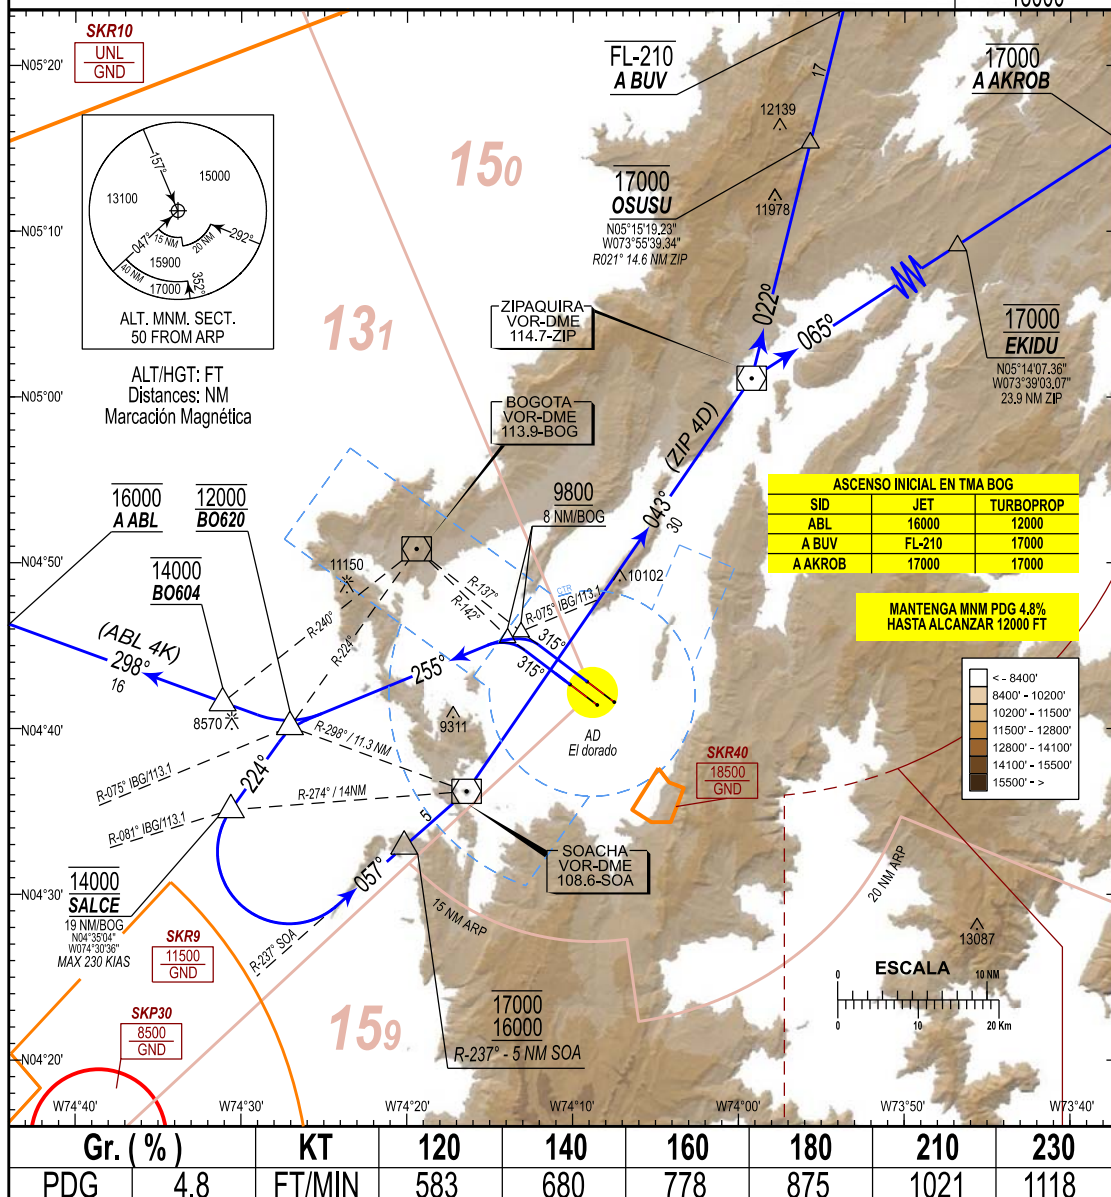 SKR10
UNL
GND
N05°20'
N05°10'
N05°00'
N04°50'
N04°40'
N04°30'
N04°20'
157°
15000
13100
047°
15 NM
20 NM
292°
15900
40 NM
17000
352°
ALT. MNM. SECT.
50 FROM ARP
ALT/HGT: FT
Distances: NM
Marcación Magnética
150
131
159
FL-210
A BUV
17
12139
11978
17000
A AKROB
17000
OSUSU
N05°15'19.23"
W073°55'39.34"
R021° 14.6 NM ZIP
ZIPAQUIRA
VOR-DME
114.7-ZIP
022°
065°
17000
EKIDU
N05°14'07.36"
W073°39'03.07"
23.9 NM ZIP
BOGOTA
VOR-DME
113.9-BOG
(ZIP 4D)
043°
30
9800
8 NM/BOG
16000
A ABL
12000
BO620
14000
BO604
11150
10102
CTR
R-137°
R-142°
R-075° IBG/113.1
R-240°
R-224°
315°
315°
255°
(ABL 4K)
298°
16
8570
9311
R-298° / 11.3 NM
R-075° IBG/113.1
224°
R-274° / 14NM
R-081° IBG/113.1
AD
El dorado
SKR40
18500
GND
ASCENSO INICIAL EN TMA BOG
SID JET TURBOPROP
ABL 16000 12000
A BUV FL-210 17000
A AKROB 17000 17000
MANTENGA MNM PDG 4.8%
HASTA ALCANZAR 12000 FT
< - 8400'
8400' - 10200'
10200' - 11500'
11500' - 12800'
12800' - 14100'
14100' - 15500'
15500' - >
5
057°
SOACHA
VOR-DME
108.6-SOA
14000
SALCE
19 NM/BOG
N04°35'04"
W074°30'36"
MAX 230 KIAS
R-237° SOA
15 NM ARP
20 NM ARP
13087
SKR9
11500
GND
SKP30
8500
GND
17000
16000
R-237° - 5 NM SOA
ESCALA
0 10 NM
0 10 20 Km
W74°40' W74°30' W74°20' W74°10' W74°00' W73°50' W73°40'
Gr. ( % ) KT 120 140 160 180 210 230
PDG 4.8 FT/MIN 583 680 778 875 1021 1118